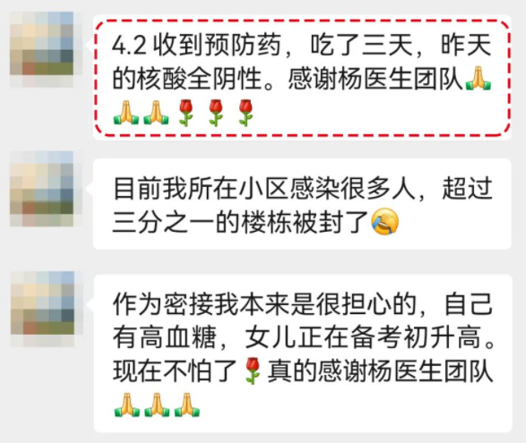 4.2 收到预防药，吃了三天，昨天
的核酸全阴性。感谢杨医生团队🙏
🙏🙏🌹🌹🌹
目前我所在小区感染很多人，超过
三分之一的楼栋被封了😂
作为密接我本来是很担心的，自己
有高血糖，女儿正在备考初升高。
现在不怕了🌹真的感谢杨医生团队
🙏🙏🙏